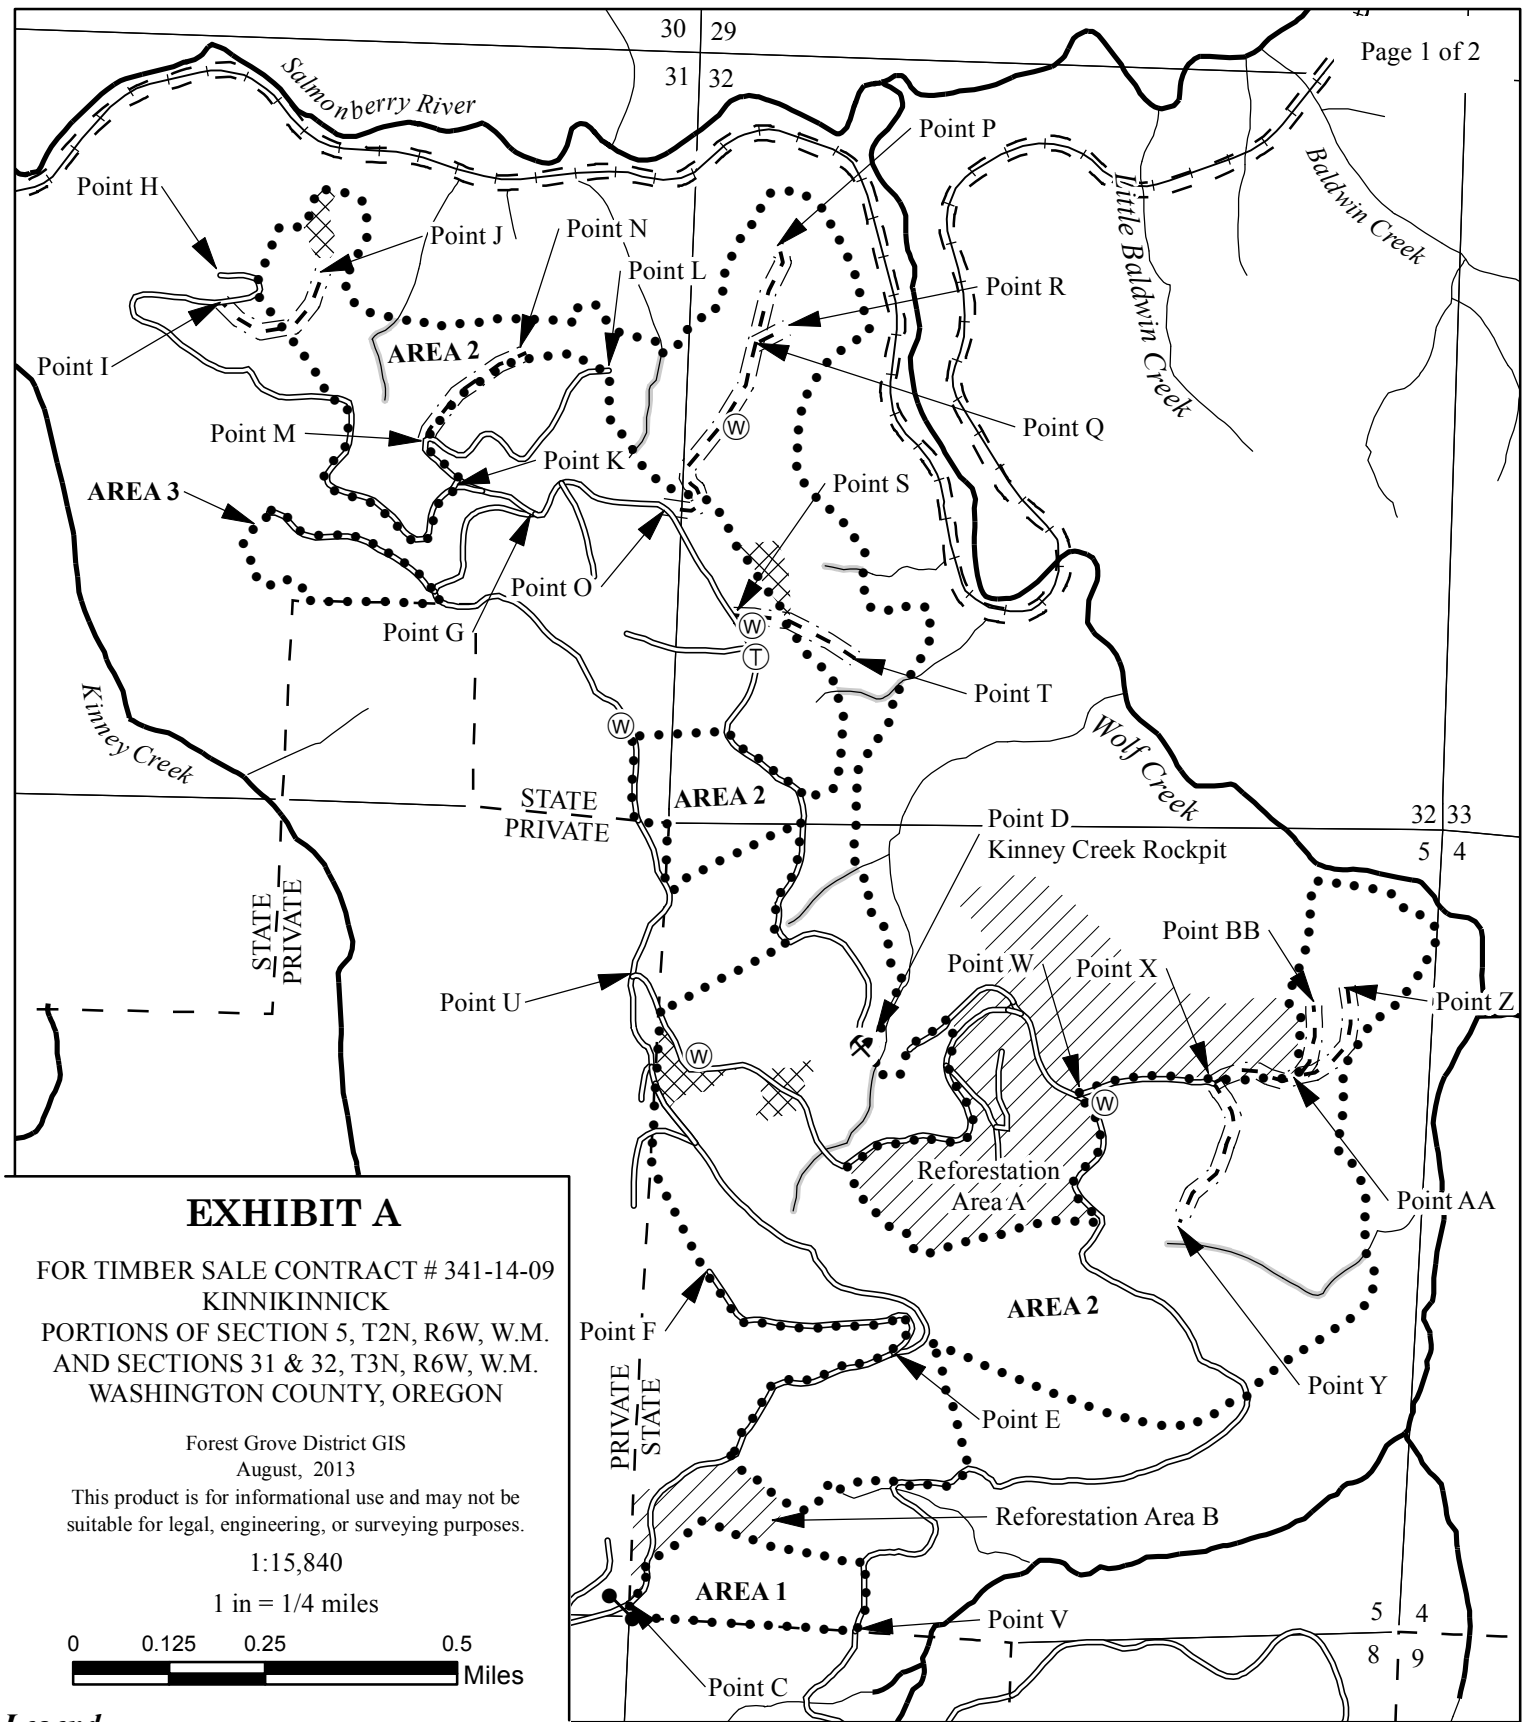 30 29
Page 1 of 2
31 32
Salmonberry River
Point P
Point H
Baldwin Creek
Little Baldwin Creek
Point J
Point N
Point L
Point R
AREA 2
Point I
Point M
W
Point Q
Point K
AREA 3
Point S
Point O
Point G
W
T
Point T
Kinney Creek
W
Wolf Creek
STATE
PRIVATE
AREA 2
Point D
Kinney Creek Rockpit
32 33
5 4
STATE
PRIVATE
Point BB
Point W
Point X
Point U
Point Z
W
W
Reforestation
Area A
Point AA
EXHIBIT A
FOR TIMBER SALE CONTRACT # 341-14-09
KINNIKINNICK
PORTIONS OF SECTION 5, T2N, R6W, W.M.
AND SECTIONS 31 & 32, T3N, R6W, W.M.
WASHINGTON COUNTY, OREGON
Forest Grove District GIS
August, 2013
This product is for informational use and may not be
suitable for legal, engineering, or surveying purposes.
1:15,840
1 in = 1/4 miles
0 0.125 0.25 0.5
Miles
AREA 2
Point F
Point Y
PRIVATE
STATE
Point E
Reforestation Area B
AREA 1
Point V
5 4
8 9
Point C